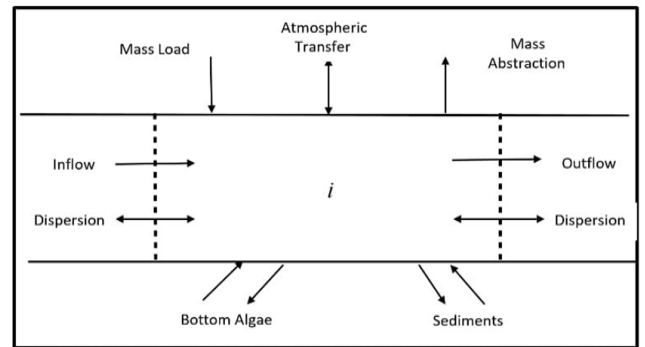 Atmospheric
Transfer
Mass Load
Mass
Abstraction
Inflow
Outflow
i
Dispersion
Dispersion
Bottom Algae
Sediments